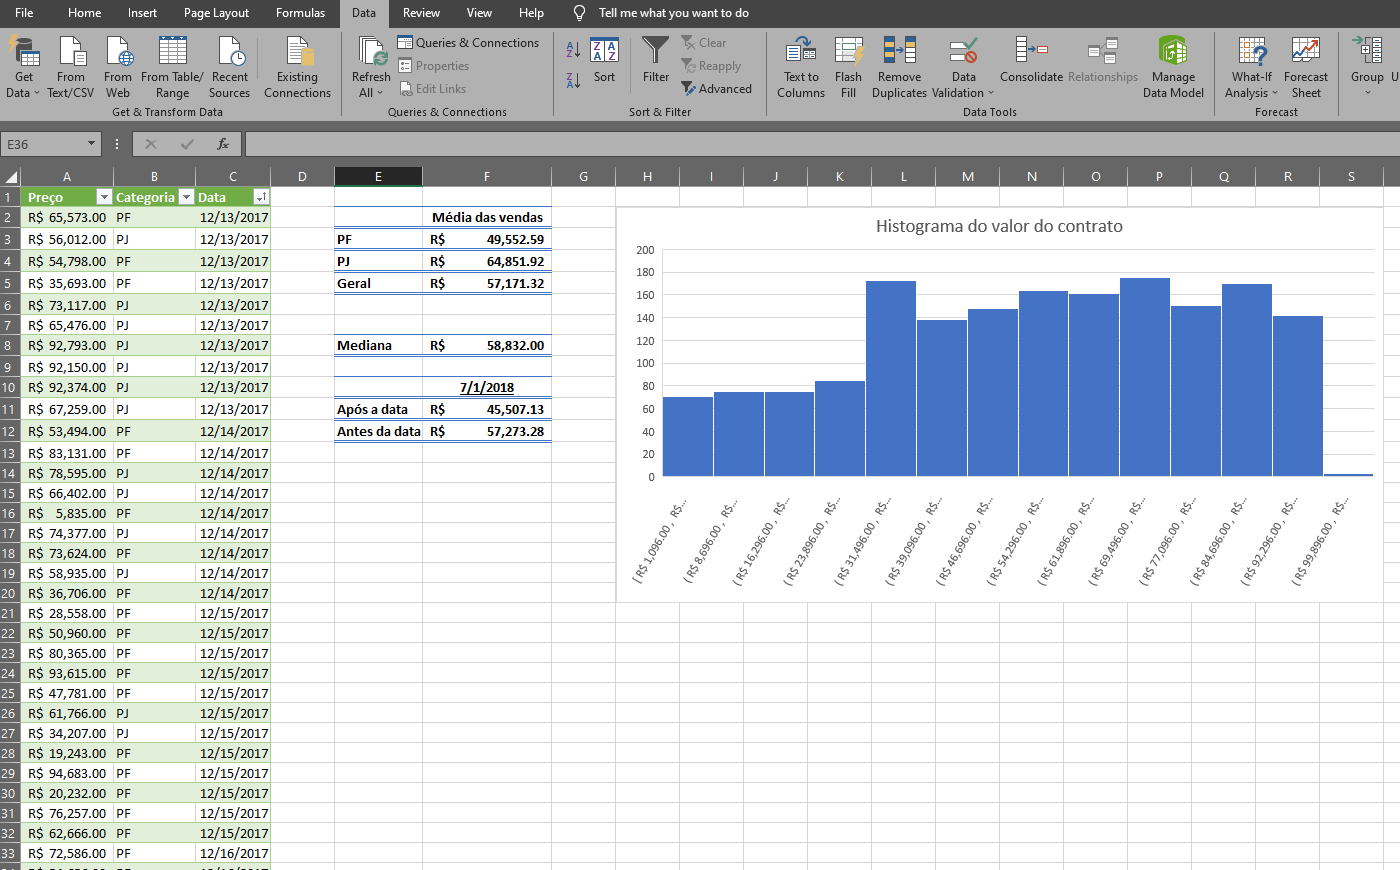 File Home Insert Page Layout Formulas Data Review View Help Tell me what you want to do
Get Data From Text/CSV From Web From Table/ Range Recent Sources Existing Connections
Get & Transform Data
Refresh All Queries & Connections Properties Edit Links
Queries & Connections
Sort Filter Clear Reapply Advanced
Sort & Filter
Text to Columns Flash Fill Remove Duplicates Data Validation Consolidate Relationships Manage Data Model
Data Tools
What-If Analysis Forecast Sheet
Forecast
Group U
E36 fx
A B C D E F G H I J K L M N O P Q R S
1 Preço Categoria Data
2 R$ 65,573.00 PF 12/13/2017 Média das vendas
3 R$ 56,012.00 PJ 12/13/2017 PF R$ 49,552.59
4 R$ 54,798.00 PF 12/13/2017 PJ R$ 64,851.92
5 R$ 35,693.00 PF 12/13/2017 Geral R$ 57,171.32
6 R$ 73,117.00 PJ 12/13/2017
7 R$ 65,476.00 PJ 12/13/2017
8 R$ 92,793.00 PJ 12/13/2017 Mediana R$ 58,832.00
9 R$ 92,150.00 PJ 12/13/2017
10 R$ 92,374.00 PJ 12/13/2017 7/1/2018
11 R$ 67,259.00 PJ 12/13/2017 Após a data R$ 45,507.13
12 R$ 53,494.00 PF 12/14/2017 Antes da data R$ 57,273.28
13 R$ 83,131.00 PF 12/14/2017
14 R$ 78,595.00 PJ 12/14/2017
15 R$ 66,402.00 PJ 12/14/2017
16 R$ 5,835.00 PF 12/14/2017
17 R$ 74,377.00 PJ 12/14/2017
18 R$ 73,624.00 PF 12/14/2017
19 R$ 58,935.00 PJ 12/14/2017
20 R$ 36,706.00 PF 12/14/2017
21 R$ 28,558.00 PF 12/15/2017
22 R$ 50,960.00 PF 12/15/2017
23 R$ 80,365.00 PF 12/15/2017
24 R$ 93,615.00 PF 12/15/2017
25 R$ 47,781.00 PF 12/15/2017
26 R$ 61,766.00 PJ 12/15/2017
27 R$ 34,207.00 PJ 12/15/2017
28 R$ 19,243.00 PF 12/15/2017
29 R$ 94,683.00 PF 12/15/2017
30 R$ 20,232.00 PF 12/15/2017
31 R$ 76,257.00 PF 12/15/2017
32 R$ 62,666.00 PF 12/15/2017
33 R$ 72,586.00 PF 12/16/2017
Histograma do valor do contrato
200
180
160
140
120
100
80
60
40
20
0
[ R$ 1,096.00 , R$...
( R$ 8,696.00 , R$...
( R$ 16,296.00 , R$...
( R$ 23,896.00 , R$...
( R$ 31,496.00 , R$...
( R$ 39,096.00 , R$...
( R$ 46,696.00 , R$...
( R$ 54,296.00 , R$...
( R$ 61,896.00 , R$...
( R$ 69,496.00 , R$...
( R$ 77,096.00 , R$...
( R$ 84,696.00 , R$...
( R$ 92,296.00 , R$...
( R$ 99,896.00 , R$...